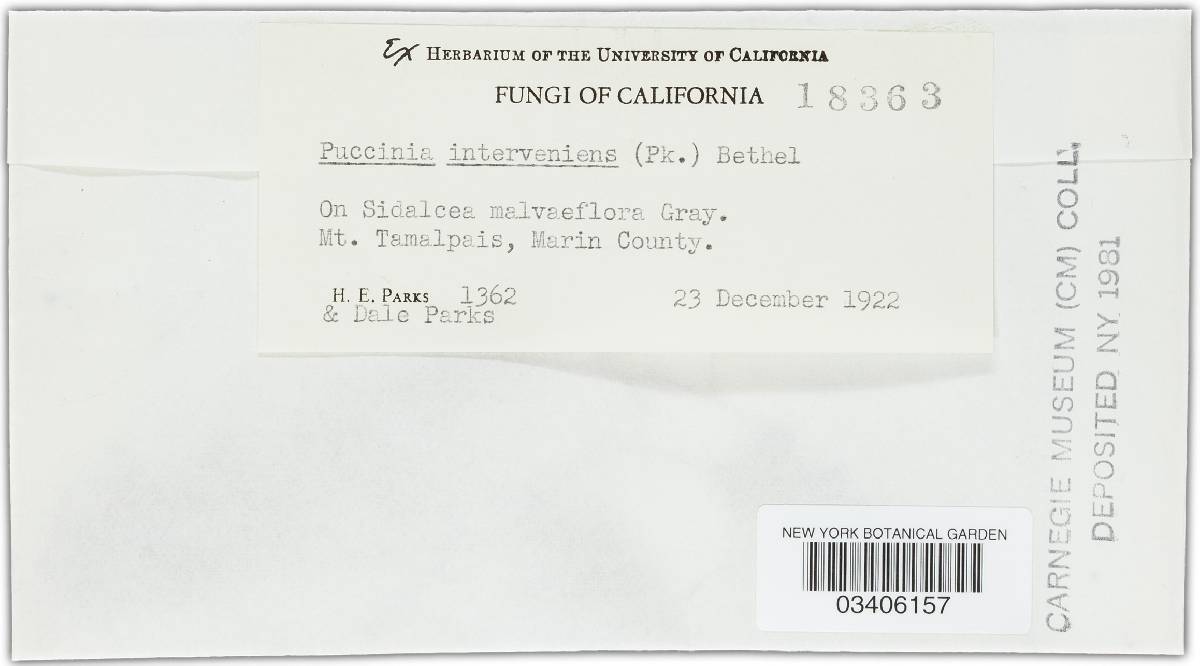 Ex HERBARIUM OF THE UNIVERSITY OF CALIFORNIA
FUNGI OF CALIFORNIA 18363
Puccinia interveniens (Pk.) Bethel
On Sidalcea malvaeflora Gray.
Mt. Tamalpais, Marin County.
H. E. PARKS 1362 23 December 1922
& Dale Parks
CARNEGIE MUSEUM (CM) COLL.
DEPOSITED NY 1981
NEW YORK BOTANICAL GARDEN
03406157